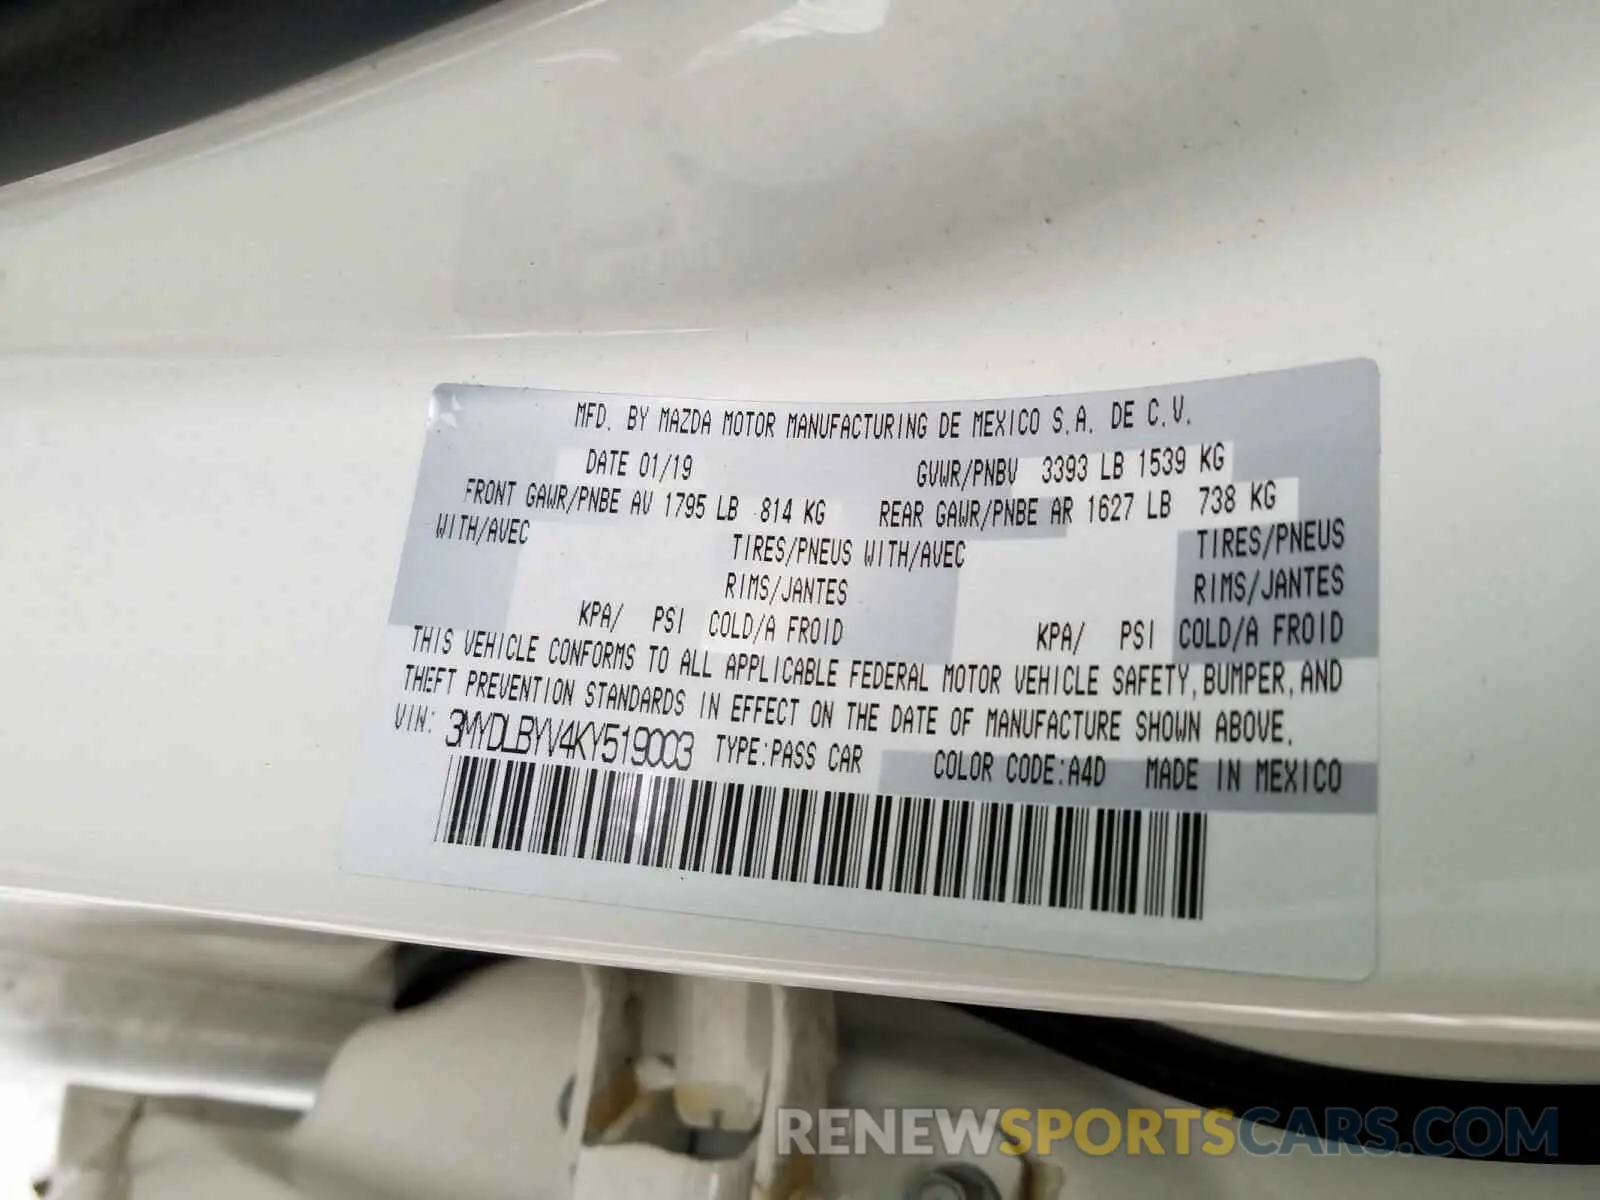 MFD. BY MAZDA MOTOR MANUFACTURING DE MEXICO S.A. DE C.V.
DATE 01/19 GVWR/PNBV 3393 LB 1539 KG
FRONT GAWR/PNBE AV 1795 LB 814 KG REAR GAWR/PNBE AR 1627 LB 738 KG
WITH/AVEC TIRES/PNEUS WITH/AVEC TIRES/PNEUS
RIMS/JANTES RIMS/JANTES
KPA/ PSI COLD/A FROID KPA/ PSI COLD/A FROID
THIS VEHICLE CONFORMS TO ALL APPLICABLE FEDERAL MOTOR VEHICLE SAFETY, BUMPER, AND
THEFT PREVENTION STANDARDS IN EFFECT ON THE DATE OF MANUFACTURE SHOWN ABOVE.
VIN: 3MYDLBYV4KY519003 TYPE:PASS CAR COLOR CODE:A4D MADE IN MEXICO
RENEWSPORTSCARS.COM